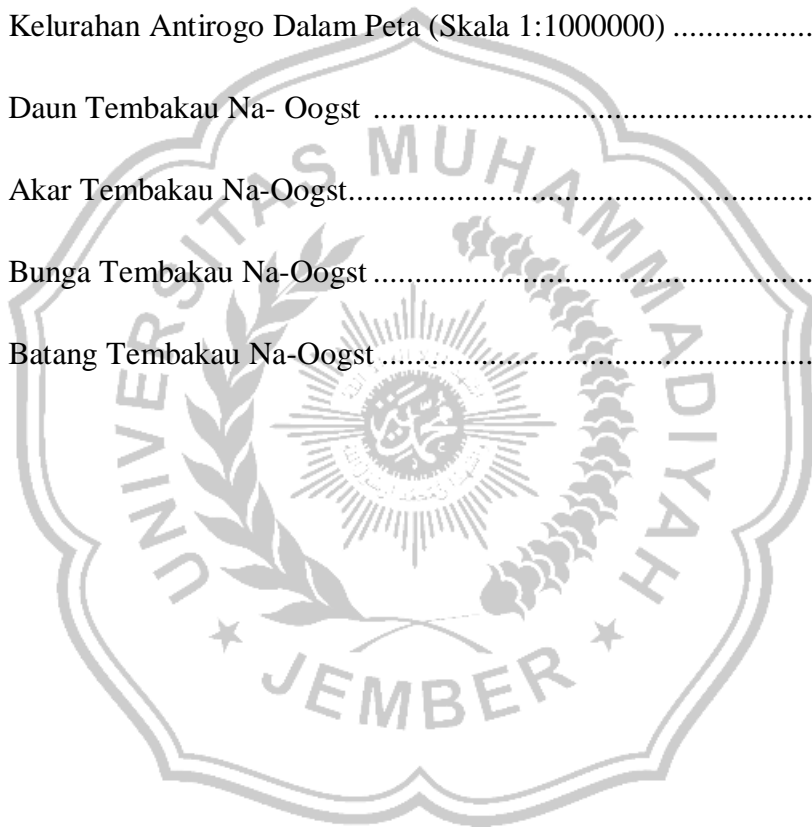 Kelurahan Antirogo Dalam Peta (Skala 1:1000000) .................
Daun Tembakau Na- Oogst ............................................
Akar Tembakau Na-Oogst...............................................
Bunga Tembakau Na-Oogst ............................................
Batang Tembakau Na-Oogst ...........................................
UNIVERSITAS MUHAMMADIYAH
JEMBER